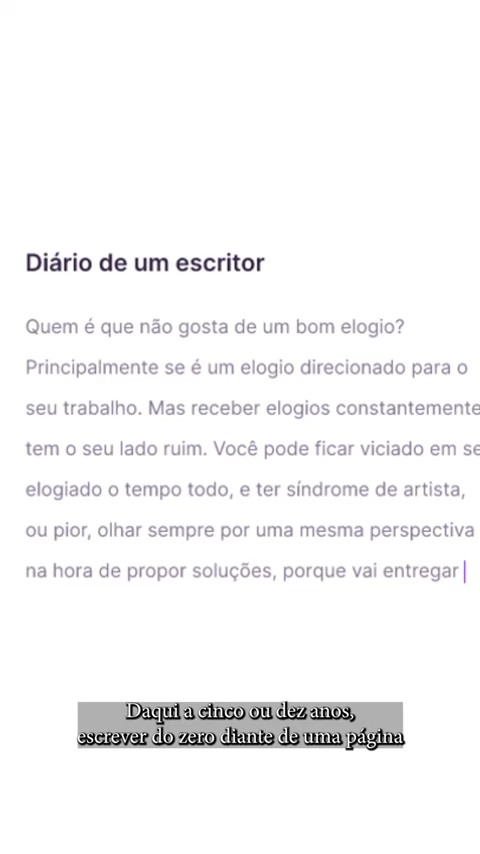 Diário de um escritor
Quem é que não gosta de um bom elogio?
Principalmente se é um elogio direcionado para o
seu trabalho. Mas receber elogios constantemente
tem o seu lado ruim. Você pode ficar viciado em se
elogiado o tempo todo, e ter síndrome de artista,
ou pior, olhar sempre por uma mesma perspectiva
na hora de propor soluções, porque vai entregar
Daqui a cinco ou dez anos,
escrever do zero diante de uma página